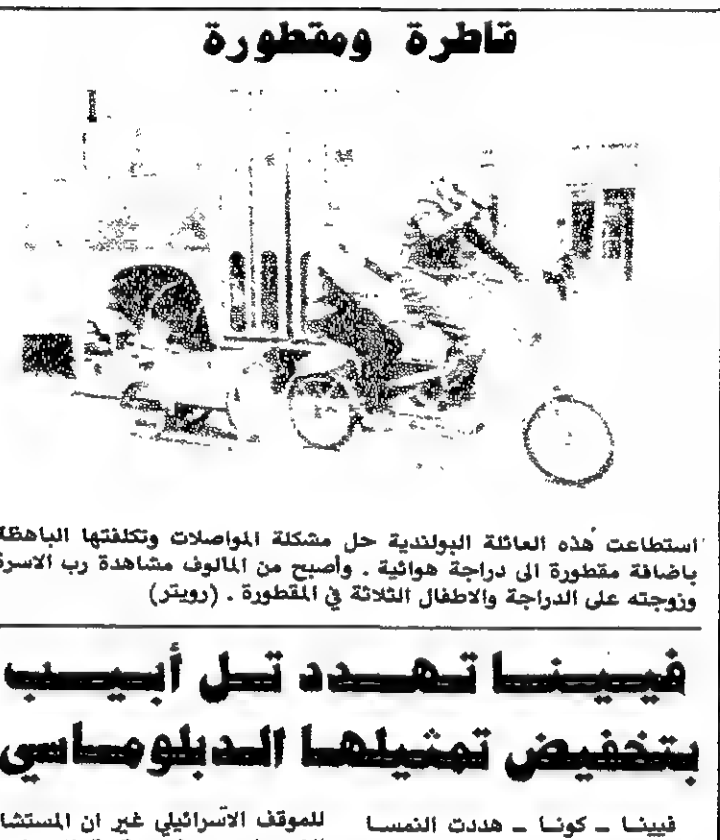 قاطرة ومقطورة
استطاعت هذه العائلة البولندية حل مشكلة المواصلات وتكلفتها الباهظة
باضافة مقطورة الى دراجة هوائية . وأصبح من المالوف مشاهدة رب الاسرة
وزوجته على الدراجة والاطفال الثلاثة في المقطورة . (رويتر)
فيينا تهدد تل أبيب
بتخفيض تمثيلها الدبلوماسي
فيينا - كونا - هددت النمسا
للموقف الاسرائيلي غير ان المستشا